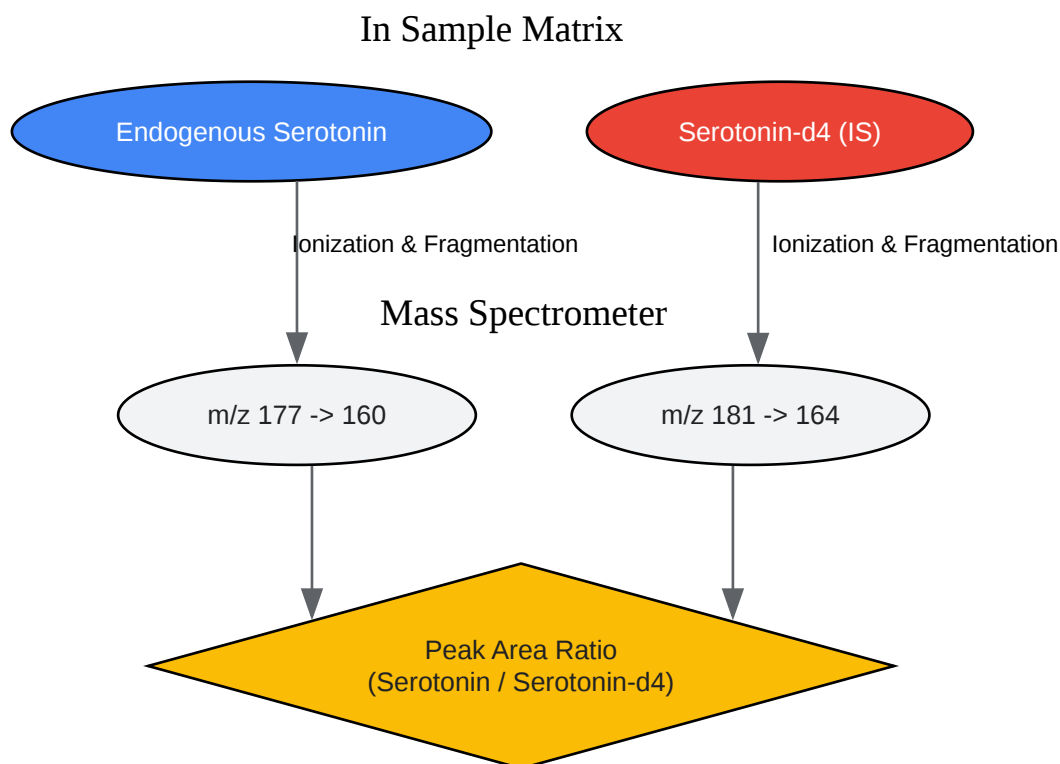 In Sample Matrix
Endogenous Serotonin
Serotonin-d4 (IS)
Ionization & Fragmentation
Ionization & Fragmentation
Mass Spectrometer
m/z 177 -> 160
m/z 181 -> 164
Peak Area Ratio
(Serotonin / Serotonin-d4)